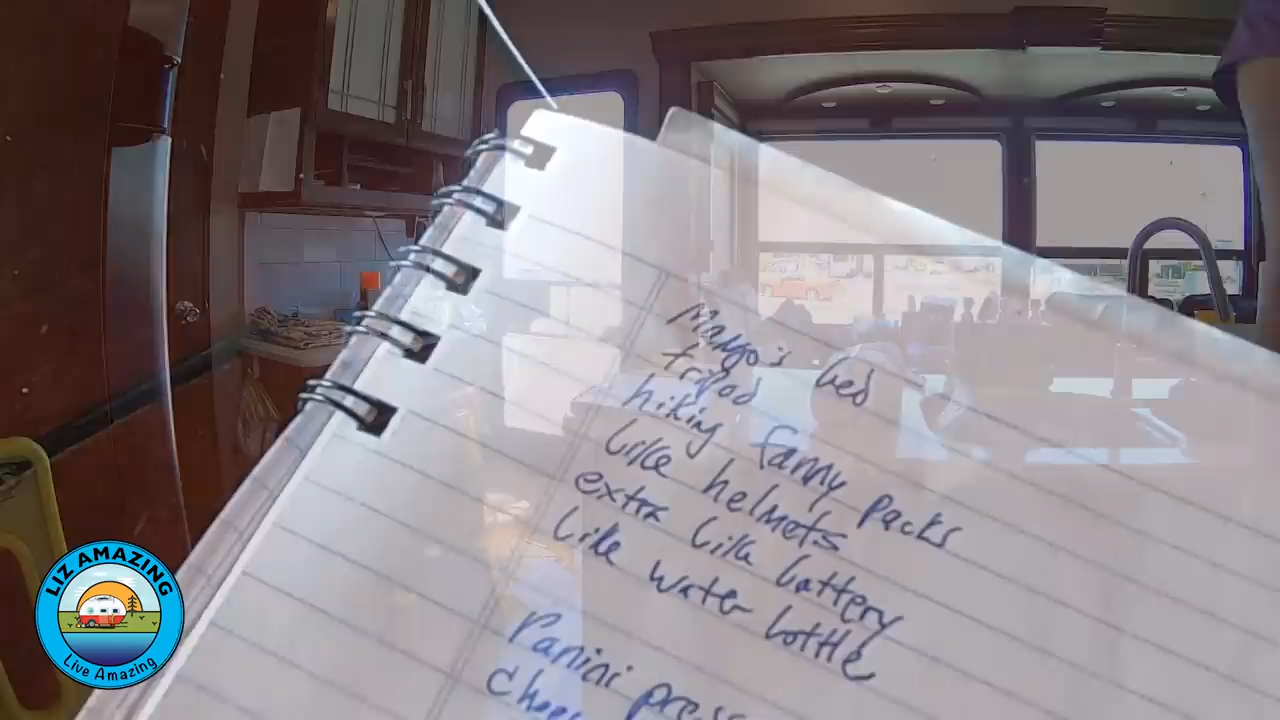 Mango's bed
tripod
hiking fanny packs
bike helmets
extra bike battery
bike water bottle
Panini press
LIZ AMAZING
Live Amazing